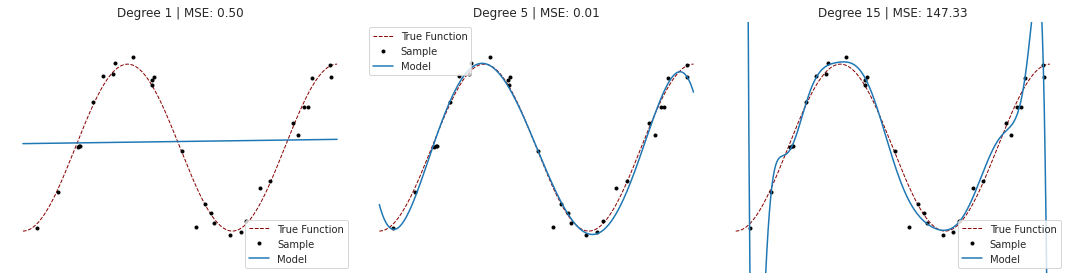 Degree 1 | MSE: 0.50
True Function
Sample
Model
Degree 5 | MSE: 0.01
True Function
Sample
Model
Degree 15 | MSE: 147.33
True Function
Sample
Model